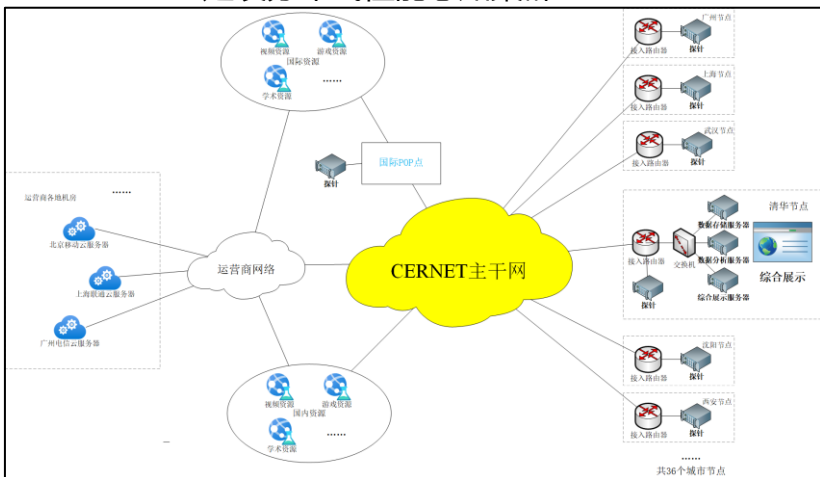 视频资源
游戏资源
国际资源
学术资源
……
探针
国际POP点
运营商各地机房
……
北京移动云服务器
上海联通云服务器
广州电信云服务器
运营商网络
CERNET主干网
视频资源
游戏资源
国内资源
学术资源
……
广州节点
接入路由器
探针
上海节点
接入路由器
探针
武汉节点
接入路由器
探针
清华节点
数据存储服务器
接入路由器
交换机
数据分析服务器
综合展示
探针
综合展示服务器
沈阳节点
接入路由器
探针
西安节点
接入路由器
探针
……
共36个城市节点